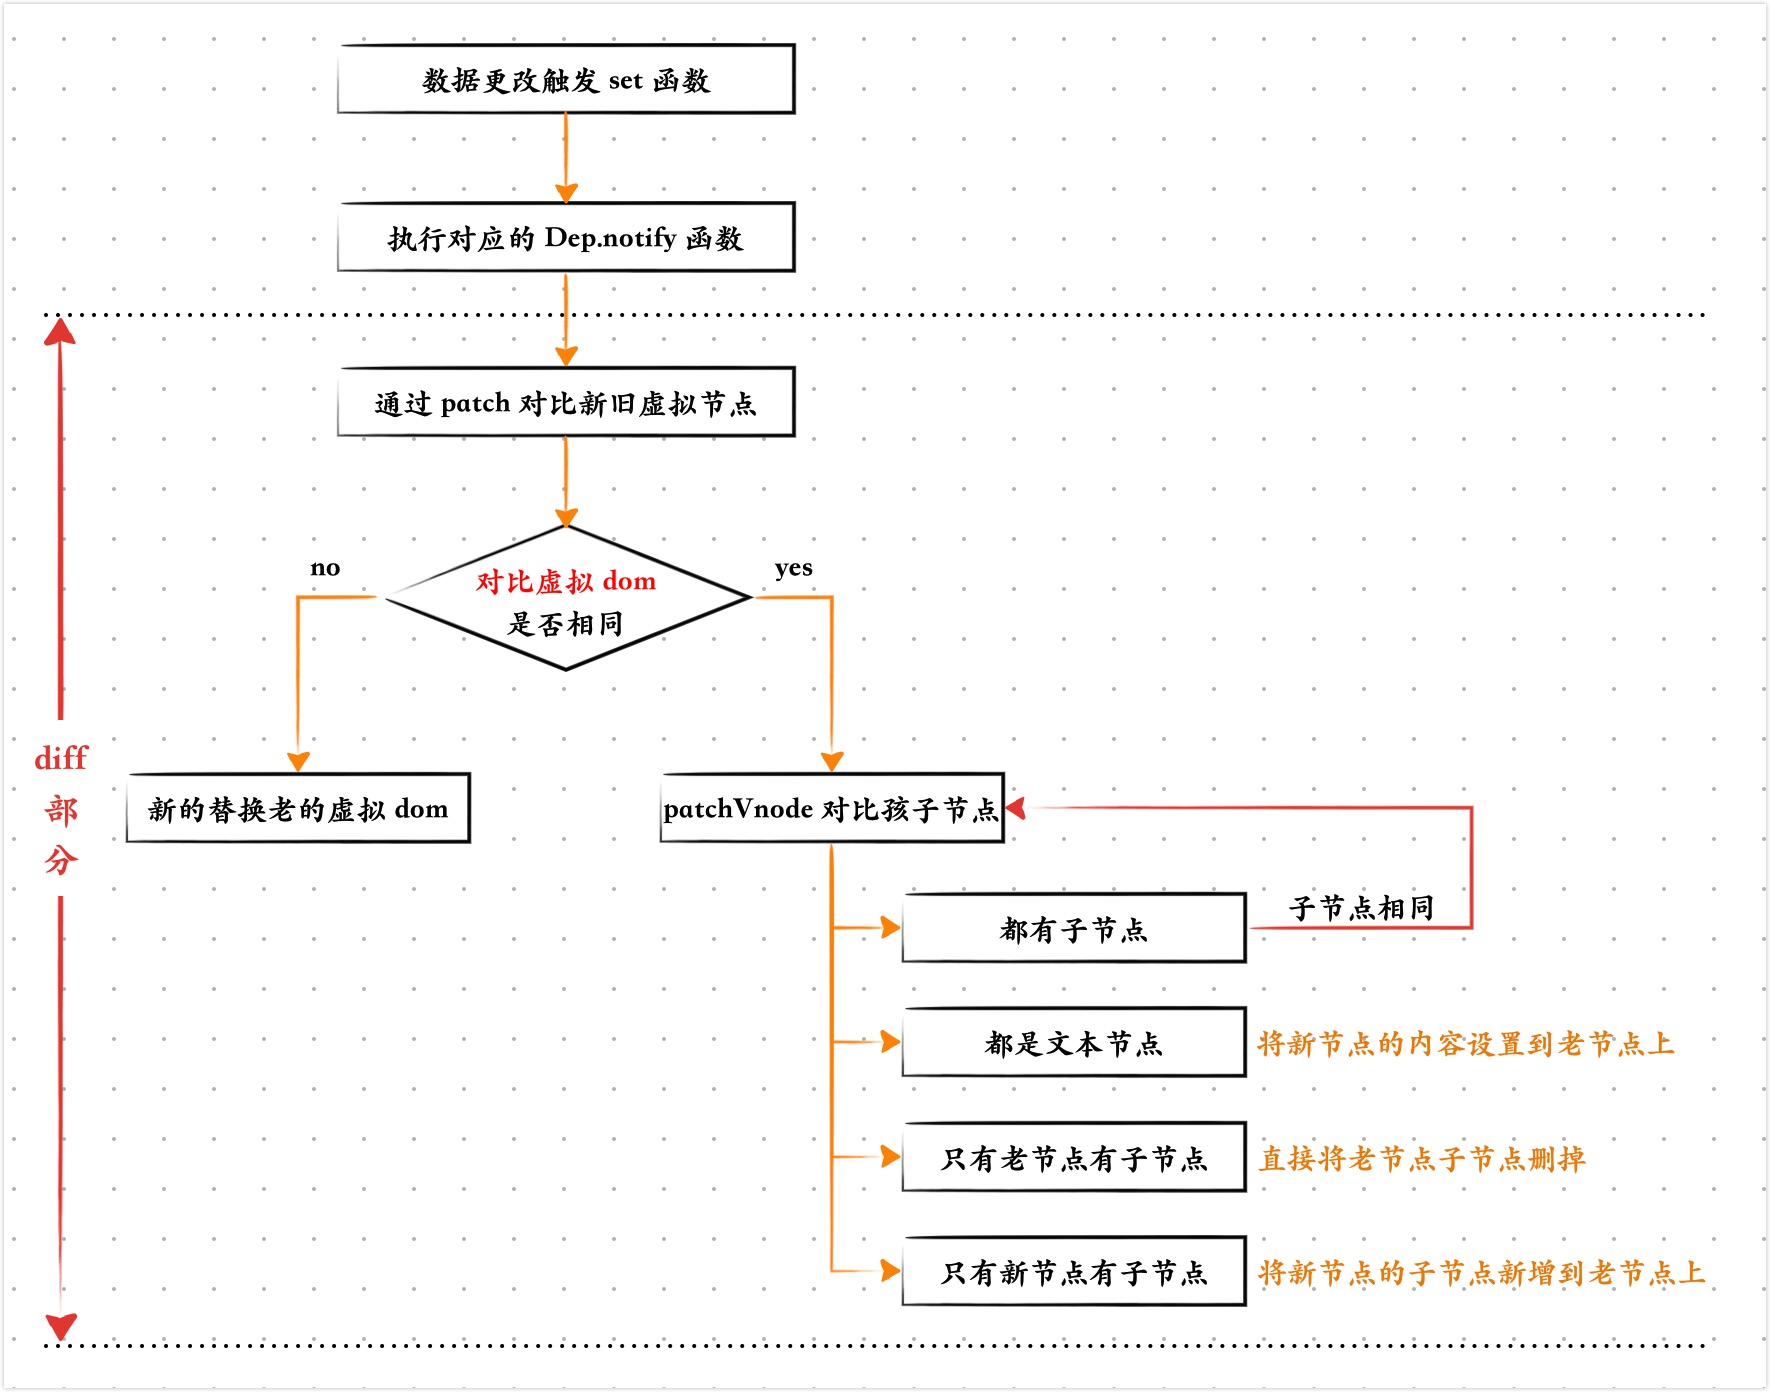 数据更改触发 set 函数
执行对应的 Dep.notify 函数
通过 patch 对比新旧虚拟节点
no
对比虚拟 dom
是否相同
yes
diff
部
分
新的替换老的虚拟 dom
patchVnode 对比孩子节点
都有子节点
子节点相同
都是文本节点
将新节点的内容设置到老节点上
只有老节点有子节点
直接将老节点子节点删掉
只有新节点有子节点
将新节点的子节点新增到老节点上